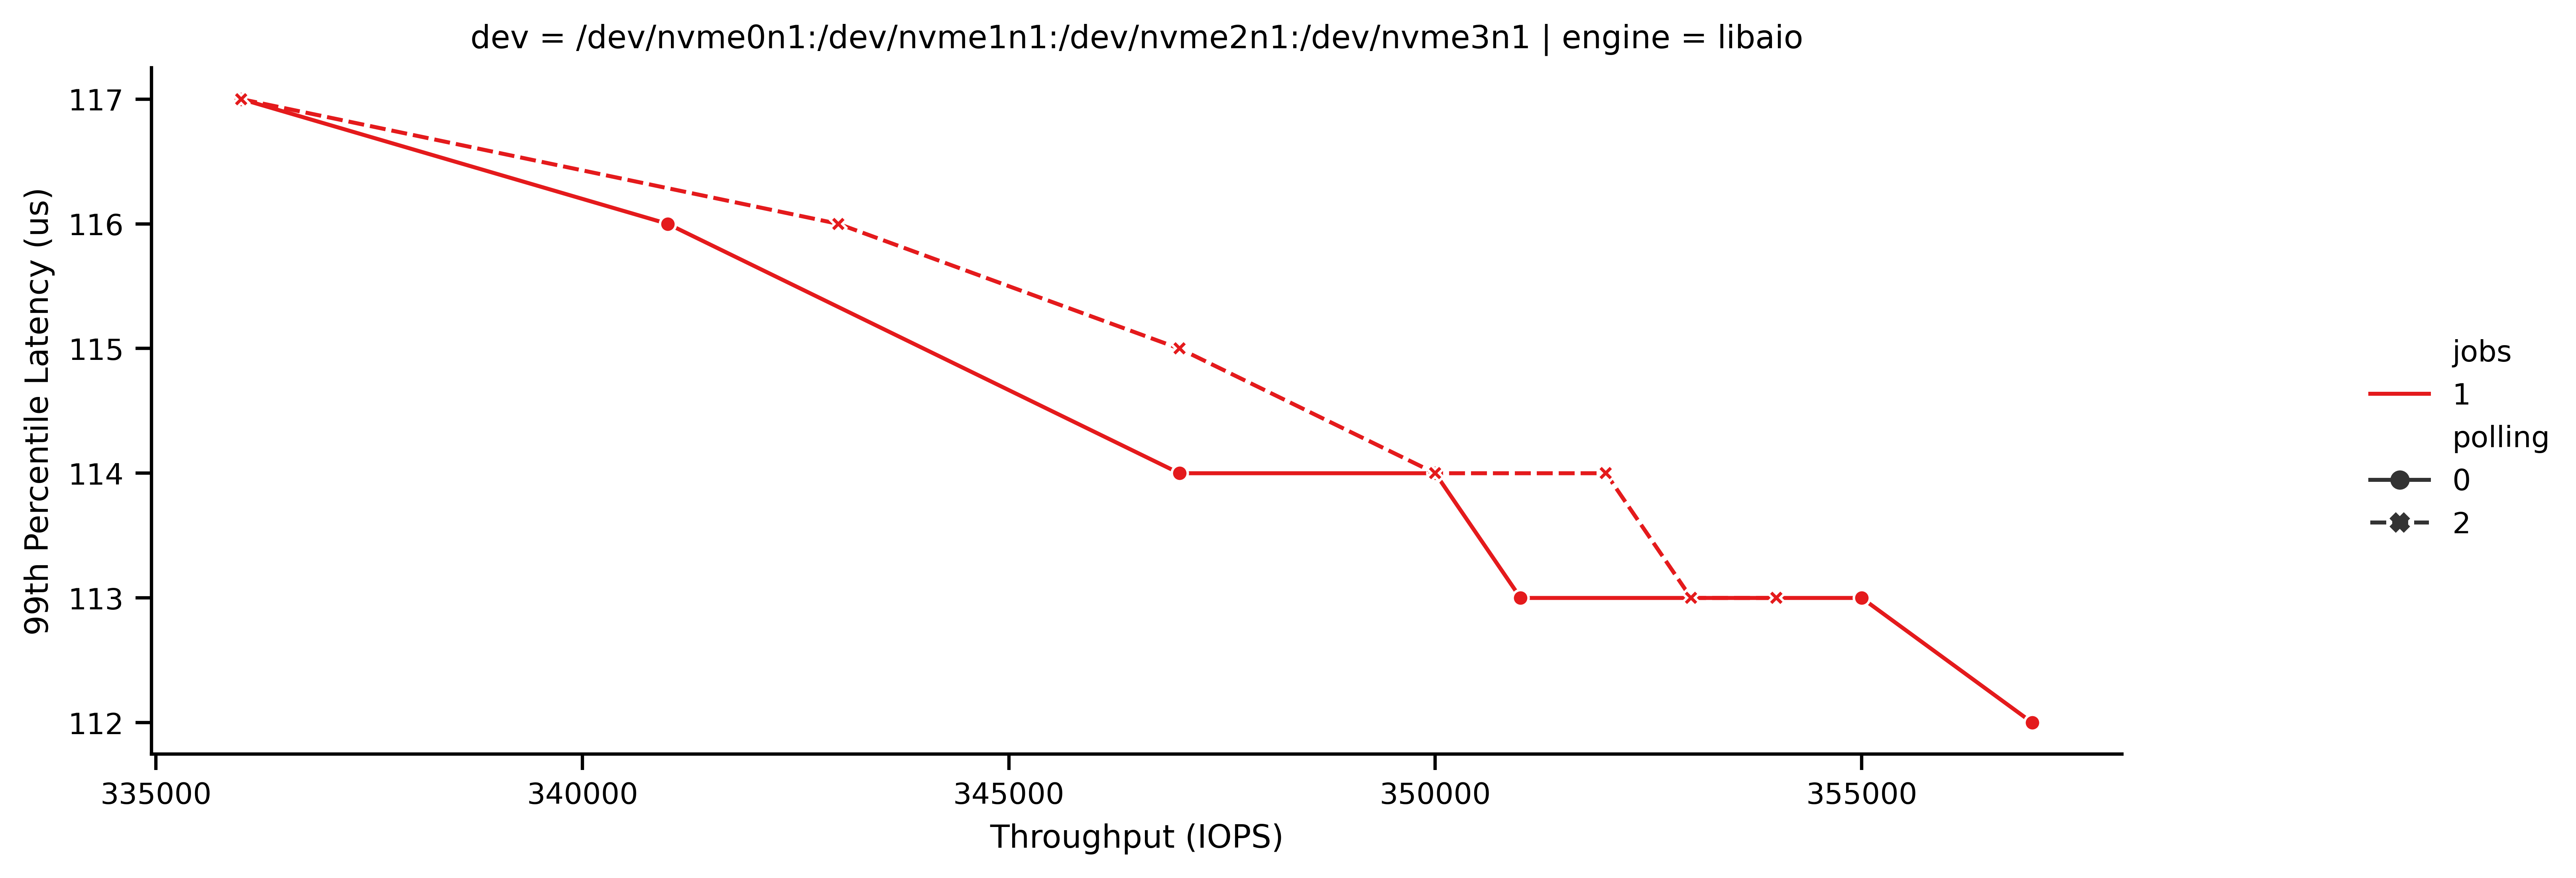 dev = /dev/nvme0n1:/dev/nvme1n1:/dev/nvme2n1:/dev/nvme3n1 | engine = libaio
99th Percentile Latency (us)
117
116
115
114
113
112
335000 340000 345000 350000 355000
Throughput (IOPS)
jobs
1
polling
0
2